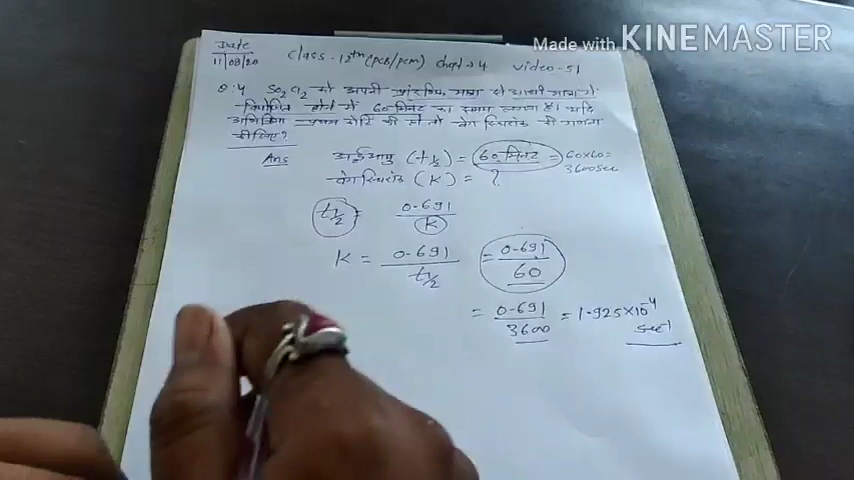 Made with KINEMASTER
Date
11/08/20
Class - 12th (pcb/pcm) Chapt → 4 Video - 51
Q: 4 SO2Cl2 को अपनी प्रारंभिक मात्रा से आधी मात्रा में
वियोजित होने में 60 मिनट का समय लगता है। यदि
अभिक्रिया प्रथम कोटि की हो तो वेग स्थिरांक की गणना
कीजिए?
Ans अर्द्धआयु (t1/2) = 60 मिनट = 60×60 =
3600 sec
वेग स्थिरांक (K) = ?
t1/2 = 0.691/K
K = 0.691/t1/2 = 0.691/60
= 0.691/3600 = 1.925×10⁻⁴
sec⁻¹